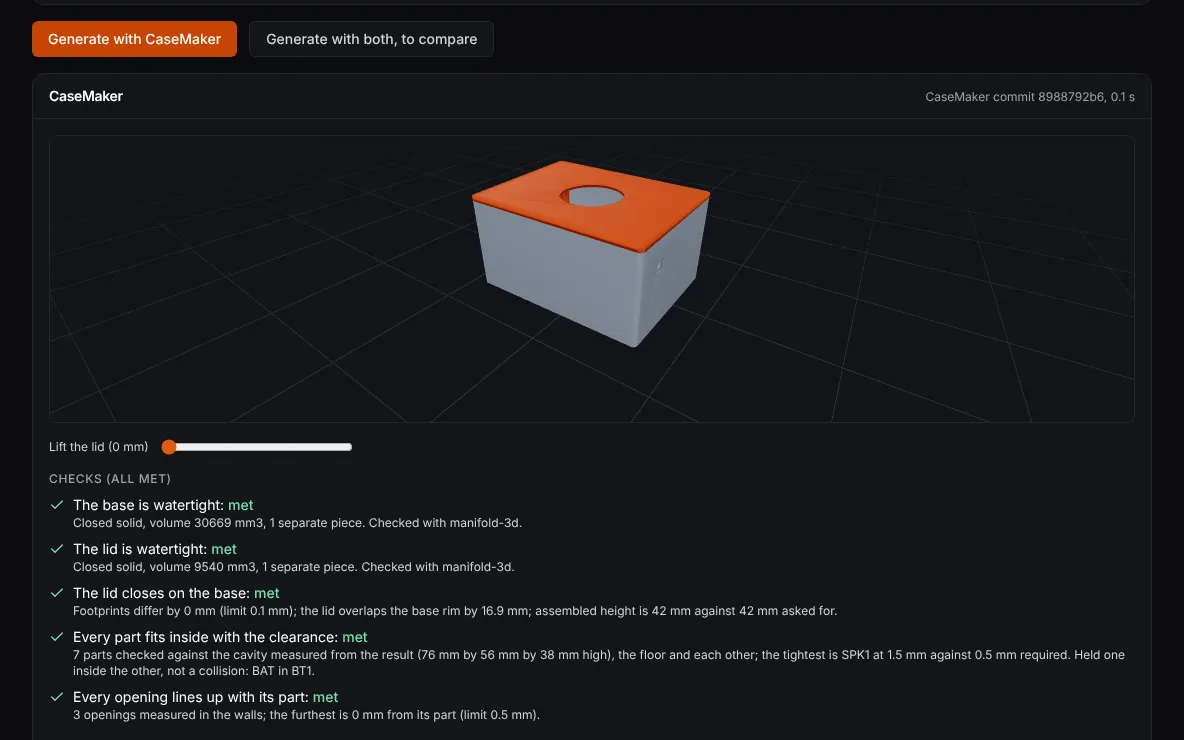 Generate with CaseMaker
Generate with both, to compare
CaseMaker
CaseMaker commit 8988792b6, 0.1 s
Lift the lid (0 mm)
CHECKS (ALL MET)
The base is watertight: met
Closed solid, volume 30669 mm3, 1 separate piece. Checked with manifold-3d.
The lid is watertight: met
Closed solid, volume 9540 mm3, 1 separate piece. Checked with manifold-3d.
The lid closes on the base: met
Footprints differ by 0 mm (limit 0.1 mm); the lid overlaps the base rim by 16.9 mm; assembled height is 42 mm against 42 mm asked for.
Every part fits inside with the clearance: met
7 parts checked against the cavity measured from the result (76 mm by 56 mm by 38 mm high), the floor and each other; the tightest is SPK1 at 1.5 mm against 0.5 mm required. Held one
inside the other, not a collision: BAT in BT1.
Every opening lines up with its part: met
3 openings measured in the walls; the furthest is 0 mm from its part (limit 0.5 mm).